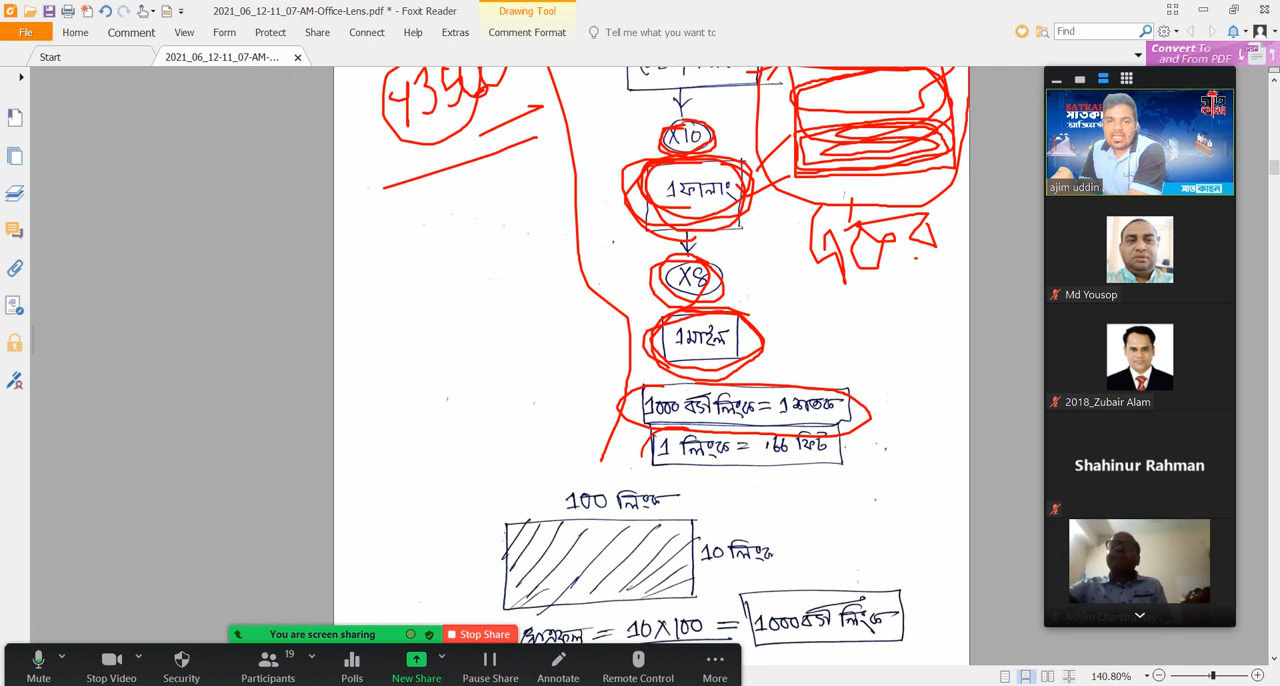 2021_06_12-11_07-AM-Office-Lens.pdf * - Foxit Reader
Drawing Tool
File
Home
Comment
View
Form
Protect
Share
Connect
Help
Extras
Comment Format
Tell me what you want tc
Find
Start
2021_06_12-11_07-AM-...
Convert To
and From PDF
X10
1 ফার্লাং
X8
1 মাইল
1000 বর্গ লিংক = 1 শতক
1 লিংক = .66 ফিট
100 লিংক
10 লিংক
= 10 X 100 = 1000 বর্গ লিংক
সাতকাহন
ajim uddin
Md Yousop
2018_Zubair Alam
Shahinur Rahman
You are screen sharing
Stop Share
Mute
Stop Video
Security
19
Participants
Polls
New Share
Pause Share
Annotate
Remote Control
More
140.80%